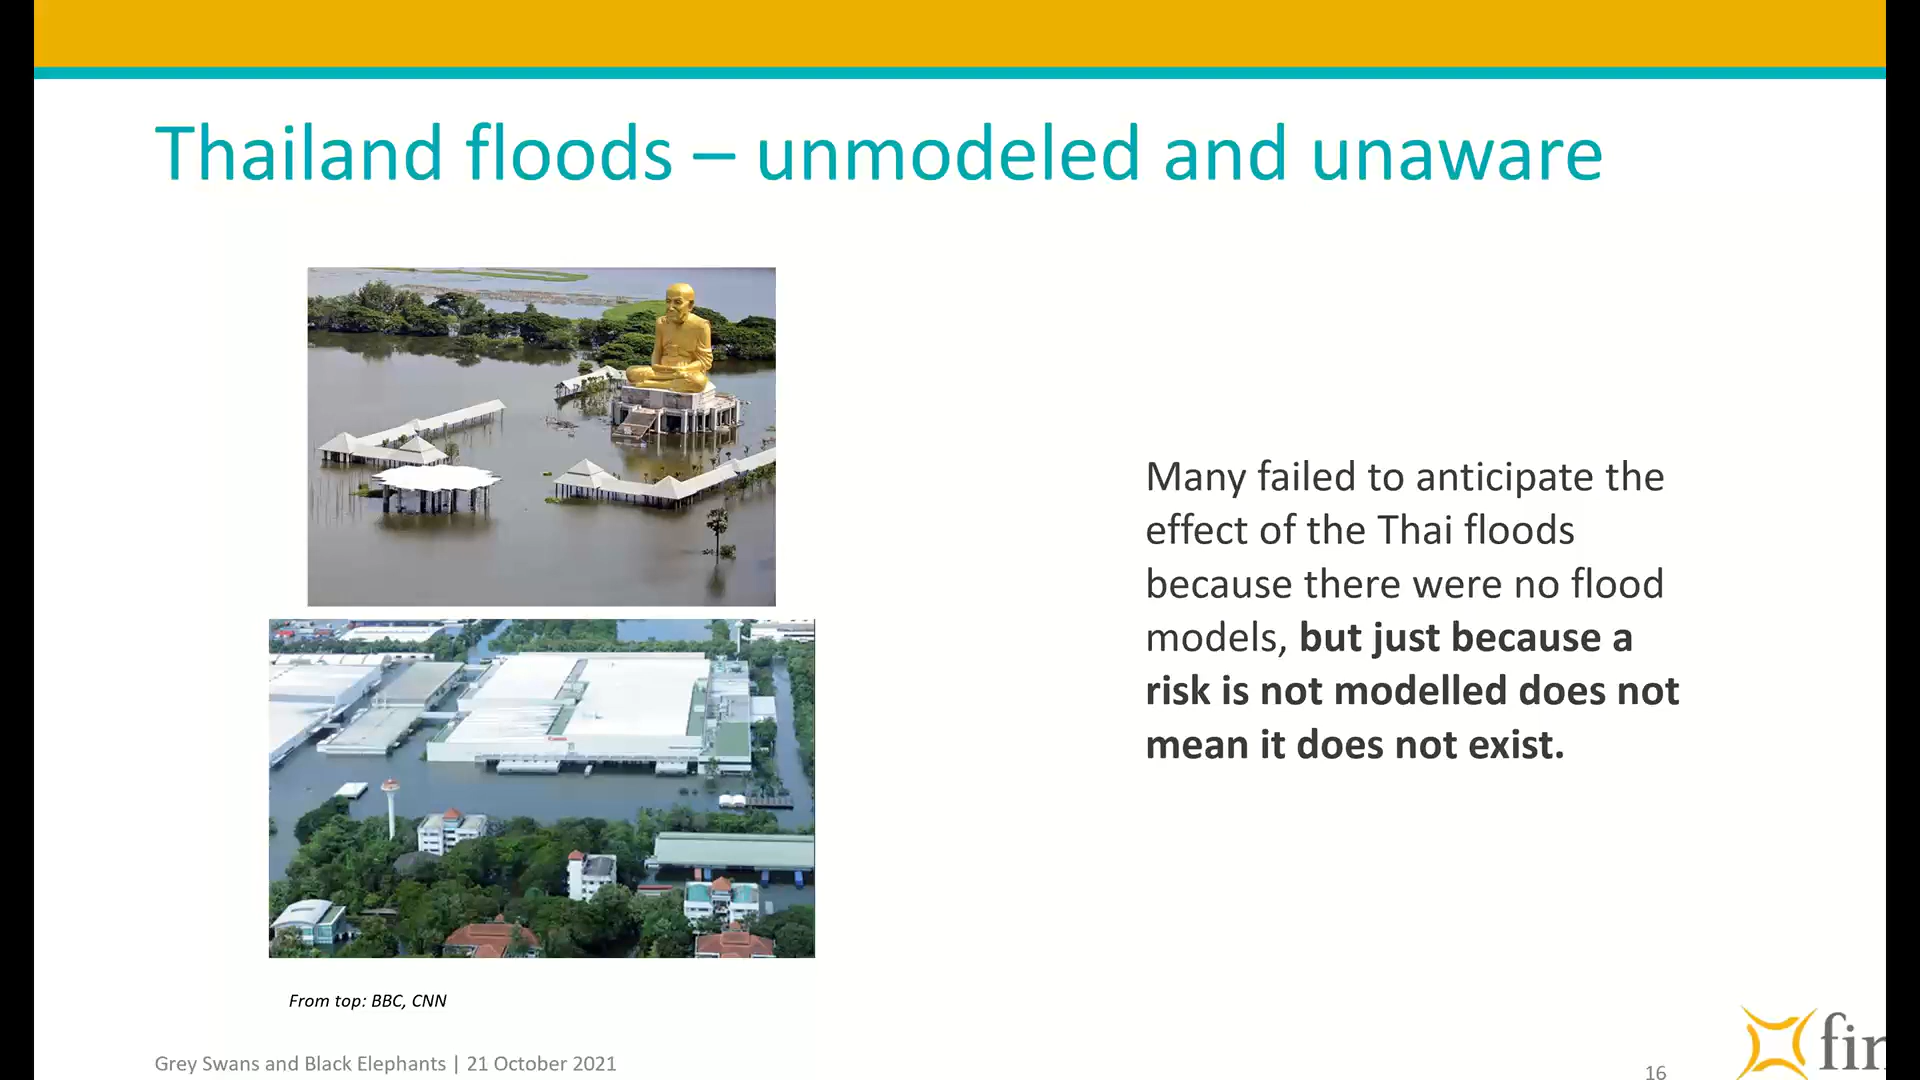 Thailand floods – unmodeled and unaware
Many failed to anticipate the
effect of the Thai floods
because there were no flood
models, but just because a
risk is not modelled does not
mean it does not exist.
From top: BBC, CNN
Grey Swans and Black Elephants | 21 October 2021
16
fin